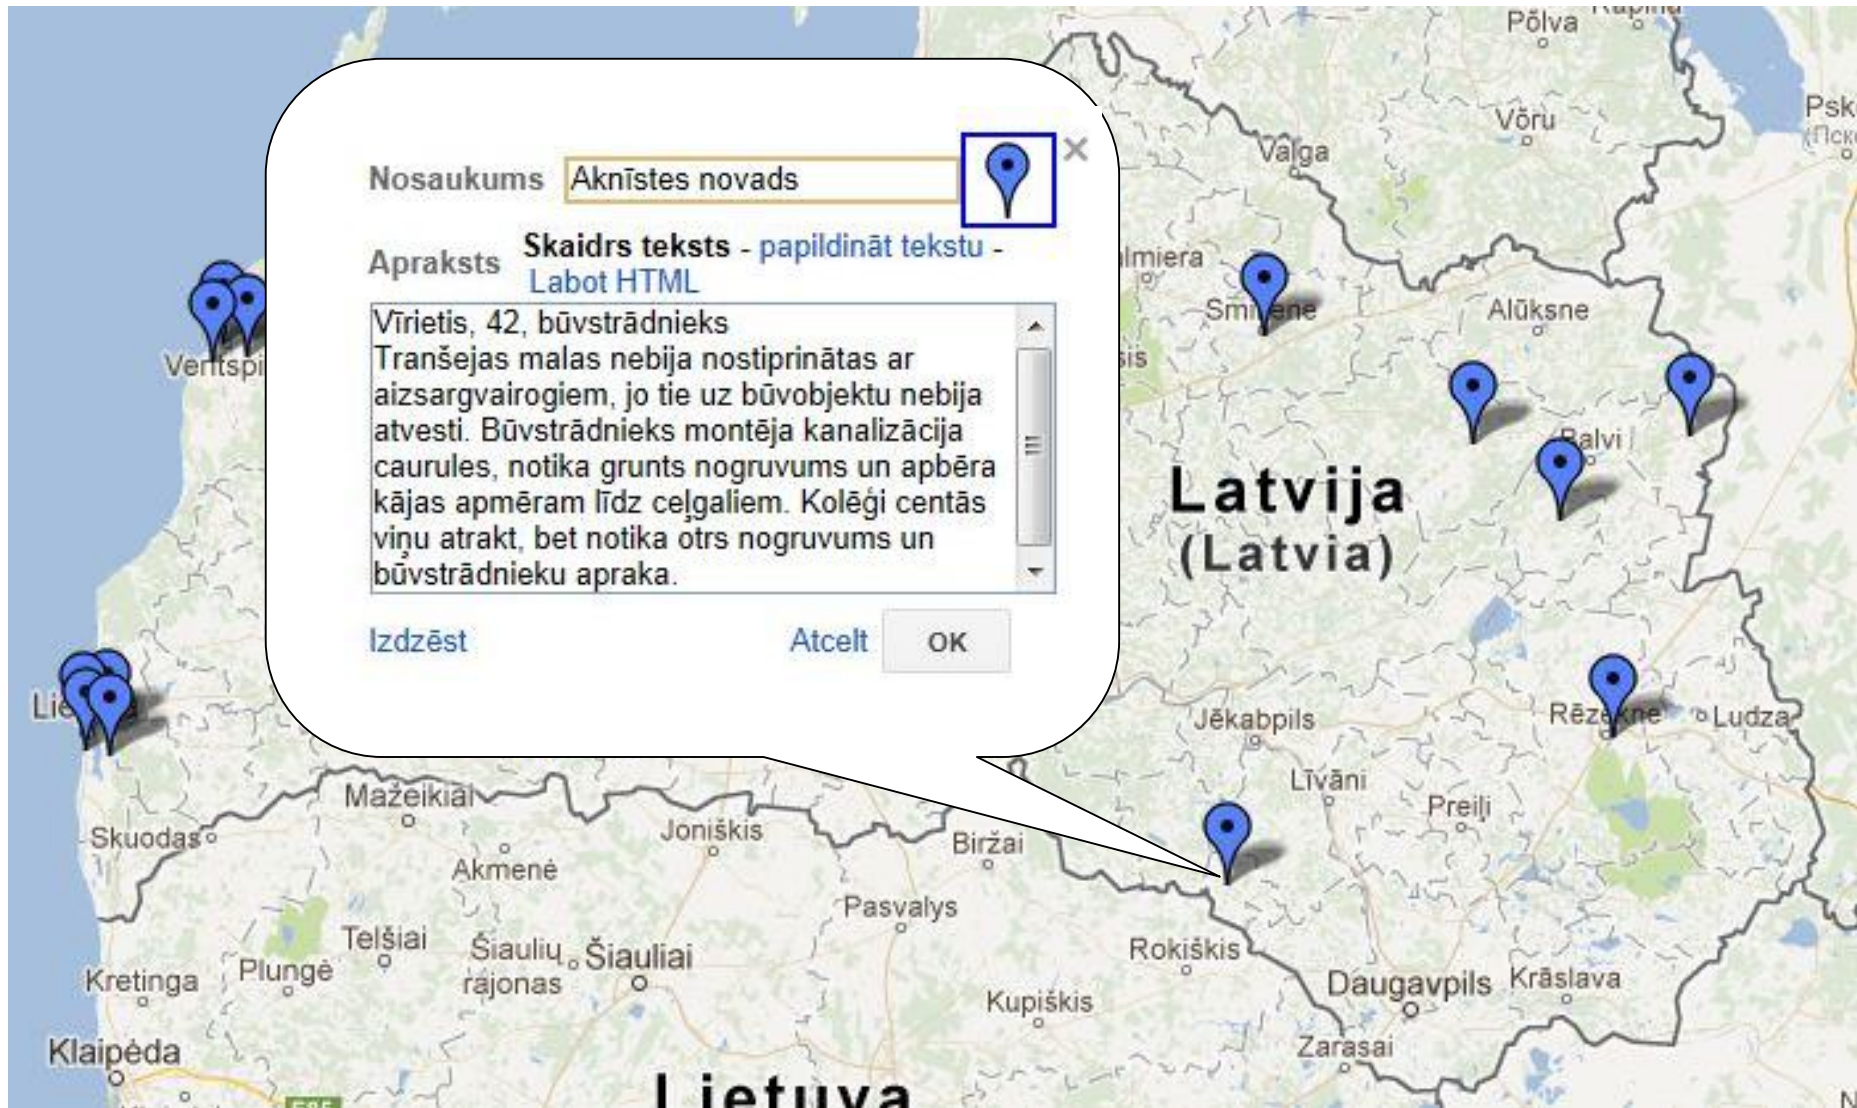 Põlva
Võru
Valga
Nosaukums Aknīstes novads
Apraksts Skaidrs teksts - papildināt tekstu -
Labot HTML
Vīrietis, 42, būvstrādnieks
Tranšejas malas nebija nostiprinātas ar
aizsargvairogiem, jo tie uz būvobjektu nebija
atvesti. Būvstrādnieks montēja kanalizācija
caurules, notika grunts nogruvums un apbēra
kājas apmēram līdz ceļgaliem. Kolēģi centās
viņu atrakt, bet notika otrs nogruvums un
būvstrādnieku apraka.
Izdzēst Atcelt OK
Alūksne
Balvi
Latvija
(Latvia)
Jēkabpils
Rēzekne
Ludza
Līvāni
Preiļi
Mažeikiai
Skuodas
Joniškis
Biržai
Akmenė
Pasvalys
Telšiai
Šiaulių
rajonas
Šiauliai
Rokiškis
Kretinga
Plungė
Kupiškis
Daugavpils
Krāslava
Klaipėda
Zarasai
Lietuva